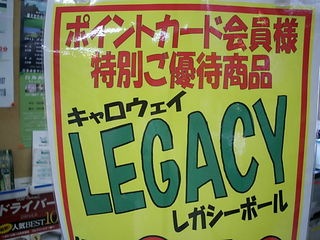 ポイントカード会員様
特別ご優待商品
キャロウェイ
LEGACY
レガシーボール
ドライバー
人気BEST10